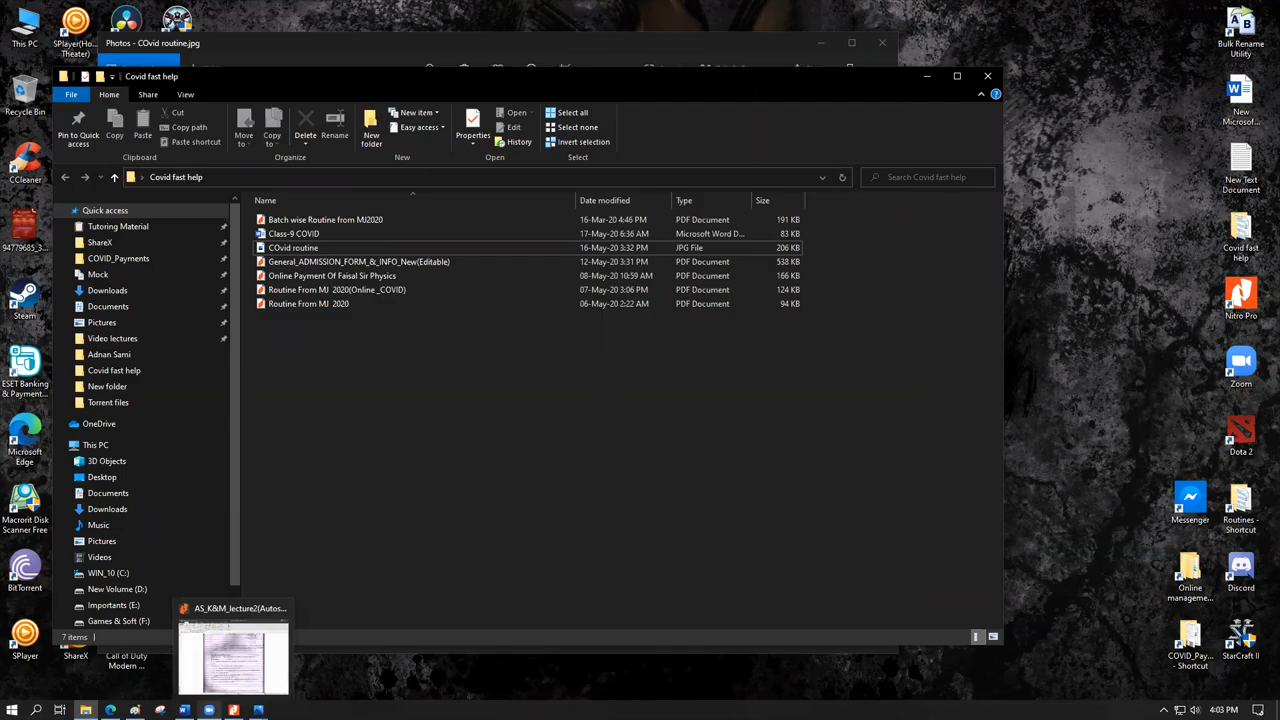 This PC
SPlayer(Ho...
Theater)
Recycle Bin
CCleaner
94779685_3...
Steam
ESET Banking
& Payment...
Microsoft
Edge
Macrorit Disk
Scanner Free
BitTorrent
SPlayer
ShareX
Call of Duty
Modern ...
Photos - COvid routine.jpg
Covid fast help
File
Home
Share
View
Pin to Quick
access
Copy
Paste
Cut
Copy path
Paste shortcut
Clipboard
Move
to
Copy
to
Delete
Rename
Organize
New
folder
New item
Easy access
New
Properties
Open
Edit
History
Open
Select all
Select none
Invert selection
Select
Covid fast help
Search Covid fast help
Quick access
Tutoring Material
ShareX
COVID_Payments
Mock
Downloads
Documents
Pictures
Video lectures
Adnan Sami
Covid fast help
New folder
Torrent files
OneDrive
This PC
3D Objects
Desktop
Documents
Downloads
Music
Pictures
Videos
WIN_10 (C:)
New Volume (D:)
Importants (E:)
Games & Soft (F:)
7 items
Name Date modified Type Size
Batch wise Routine from MJ2020 16-Mar-20 4:46 PM PDF Document 191 KB
Class-9 COVID 17-May-20 6:36 AM Microsoft Word D... 83 KB
COvid routine 16-May-20 3:32 PM JPG File 206 KB
General_ADMISSION_FORM_&_INFO_New(Editable) 12-May-20 3:31 PM PDF Document 538 KB
Online Payment Of Faisal Sir Physics 08-May-20 10:59 AM PDF Document 166 KB
Routine From MJ 2020(Online _COVID) 07-May-20 3:06 PM PDF Document 124 KB
Routine From MJ 2020 06-May-20 2:22 AM PDF Document 94 KB
AS_K&M_lecture2(Autos...
Bulk Rename
Utility
New
Microsof...
New Text
Document
Covid fast
help
Nitro Pro
Zoom
Dota 2
Messenger
Routines -
Shortcut
Online
manageme...
Discord
COVID_Pay...
- Shortcut
StarCraft II
4:03 PM